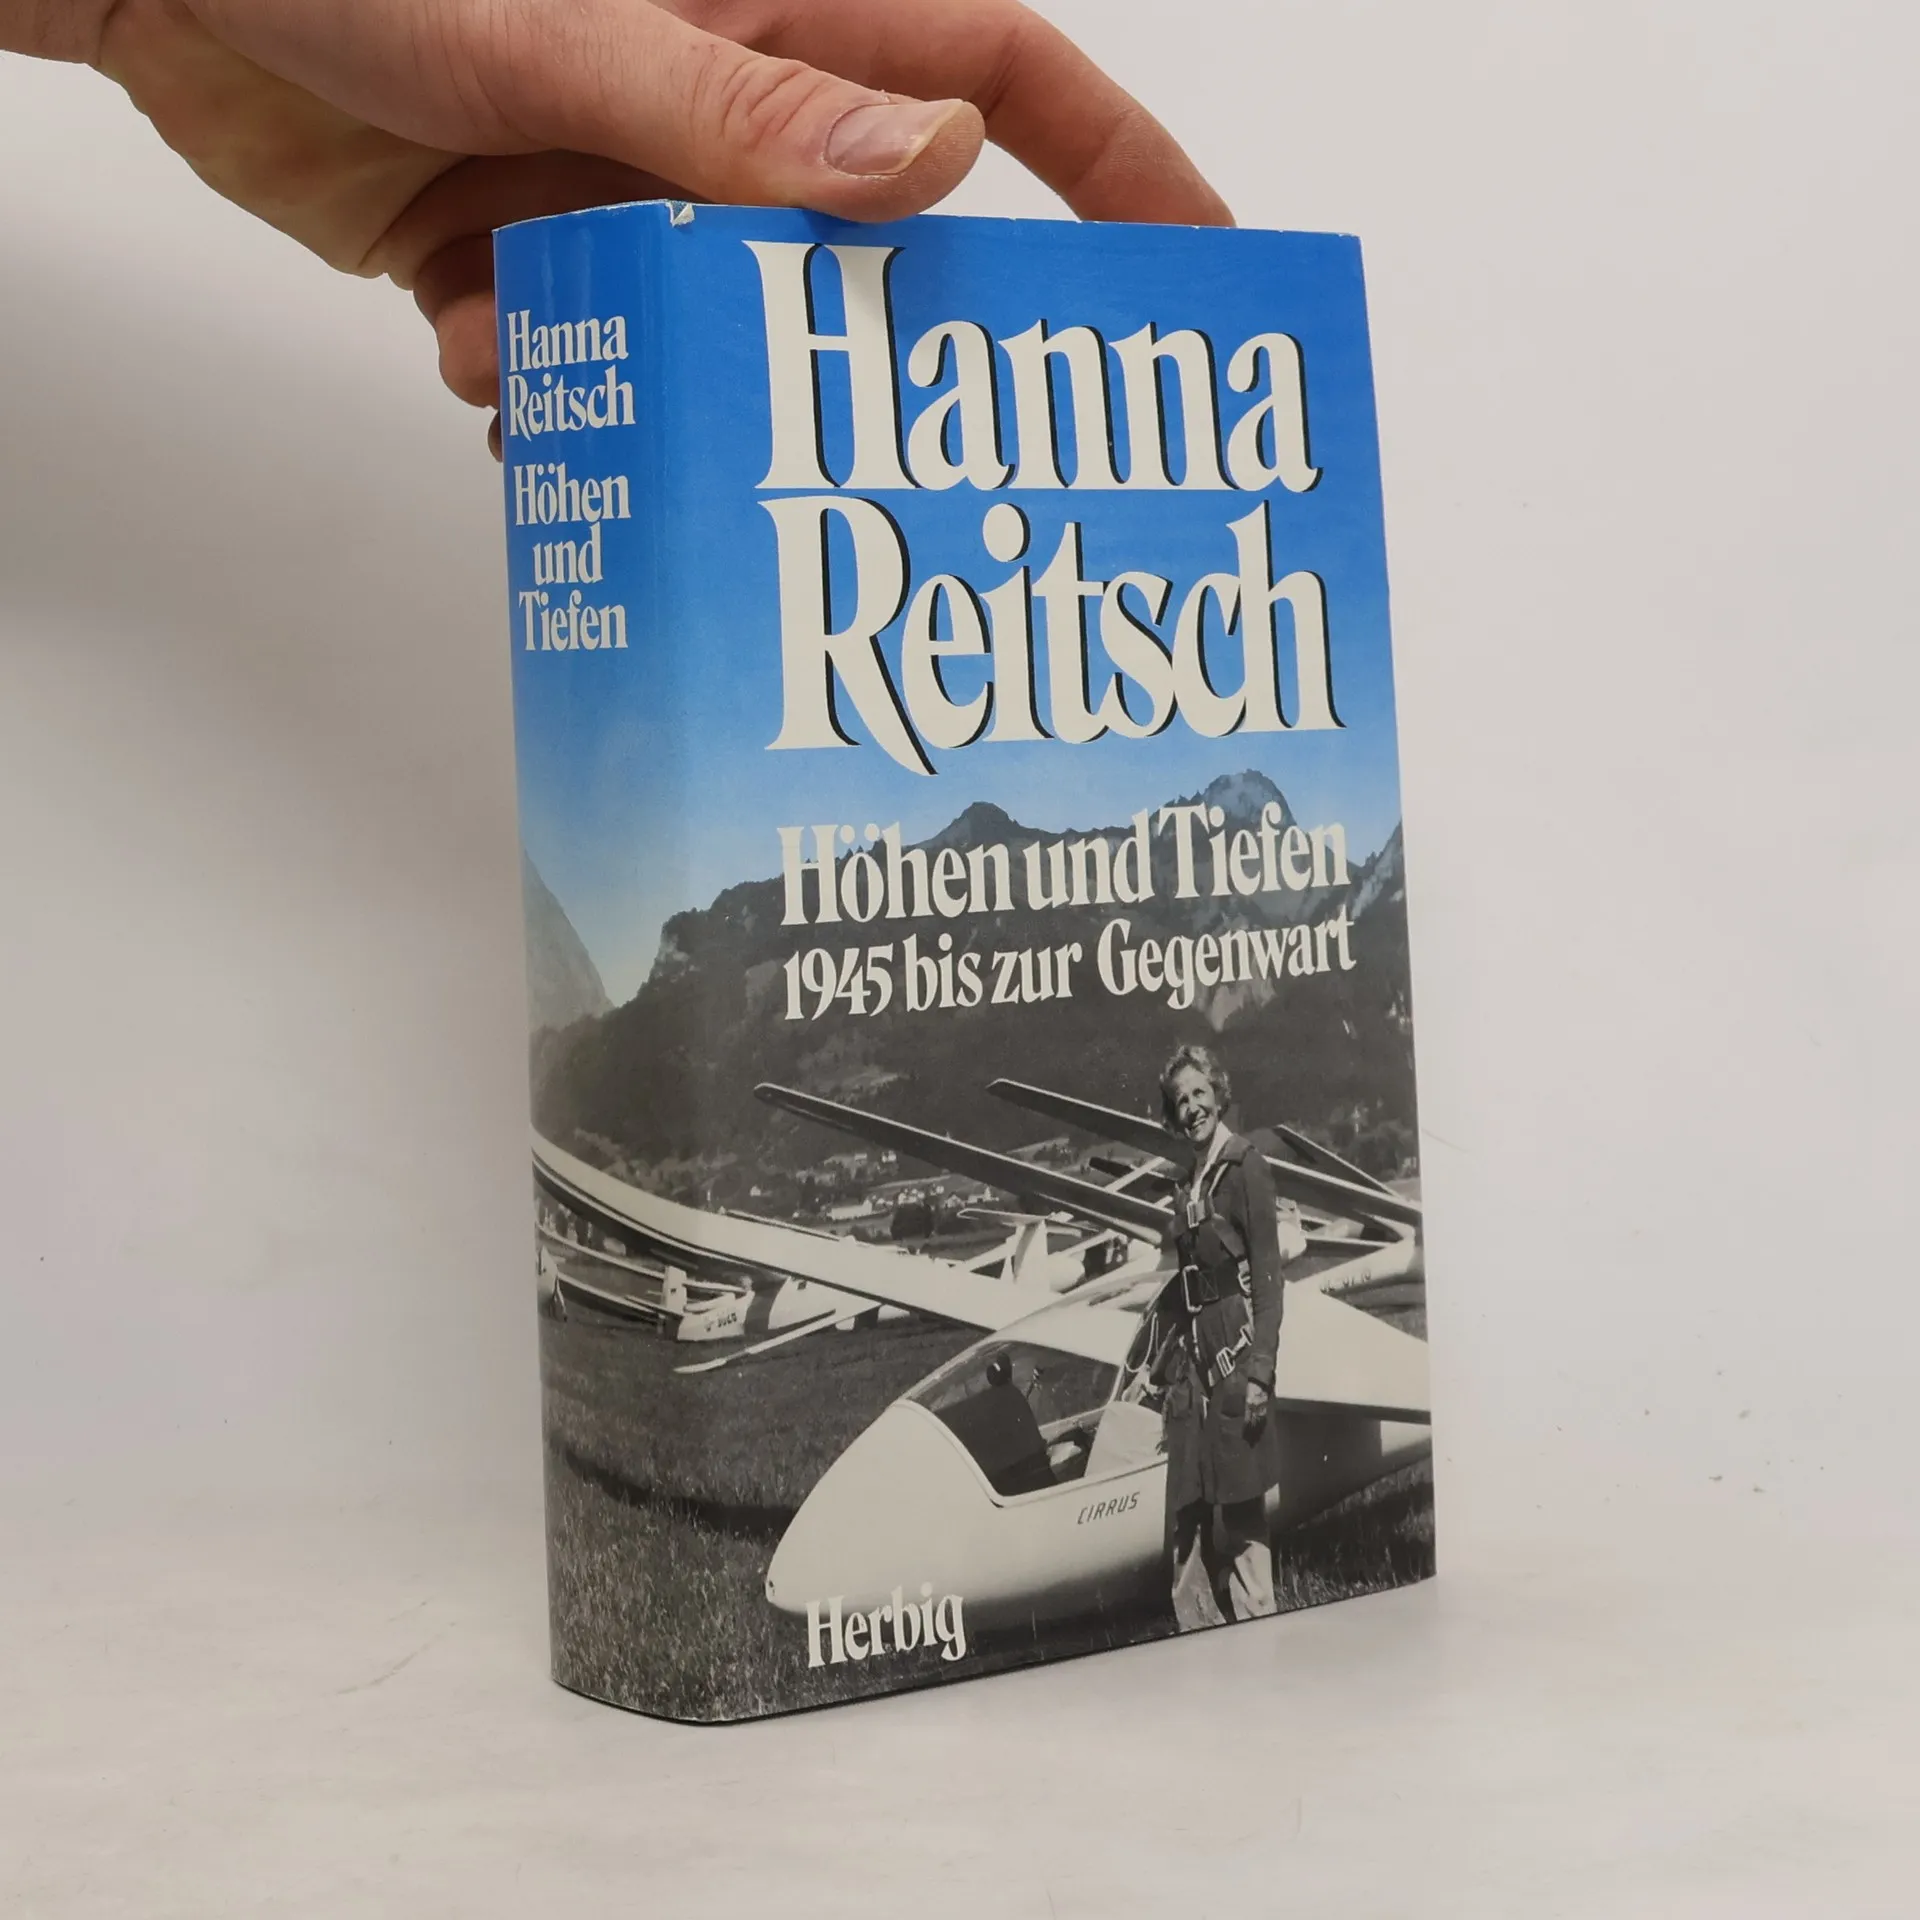 Hanna
Reitsch
Höhen
und
Tiefen
Hanna
Reitsch
Höhen und Tiefen
1945 bis zur Gegenwart
CIRRUS
Herbig